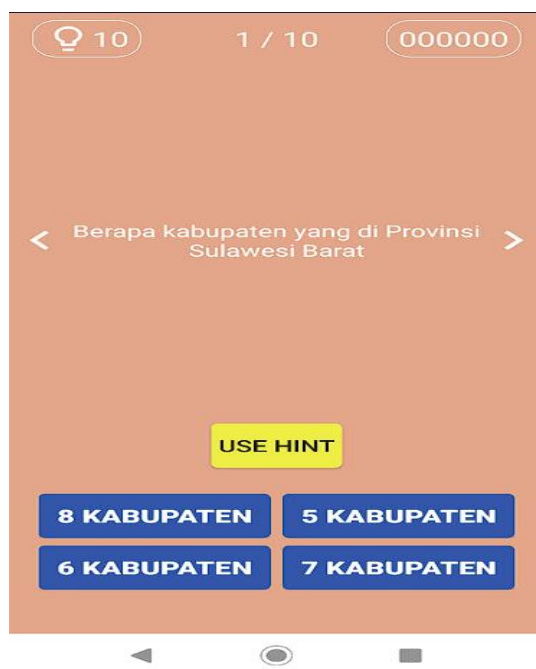 10 1 / 10 000000
Berapa kabupaten yang di Provinsi
Sulawesi Barat
USE HINT
8 KABUPATEN 5 KABUPATEN
6 KABUPATEN 7 KABUPATEN